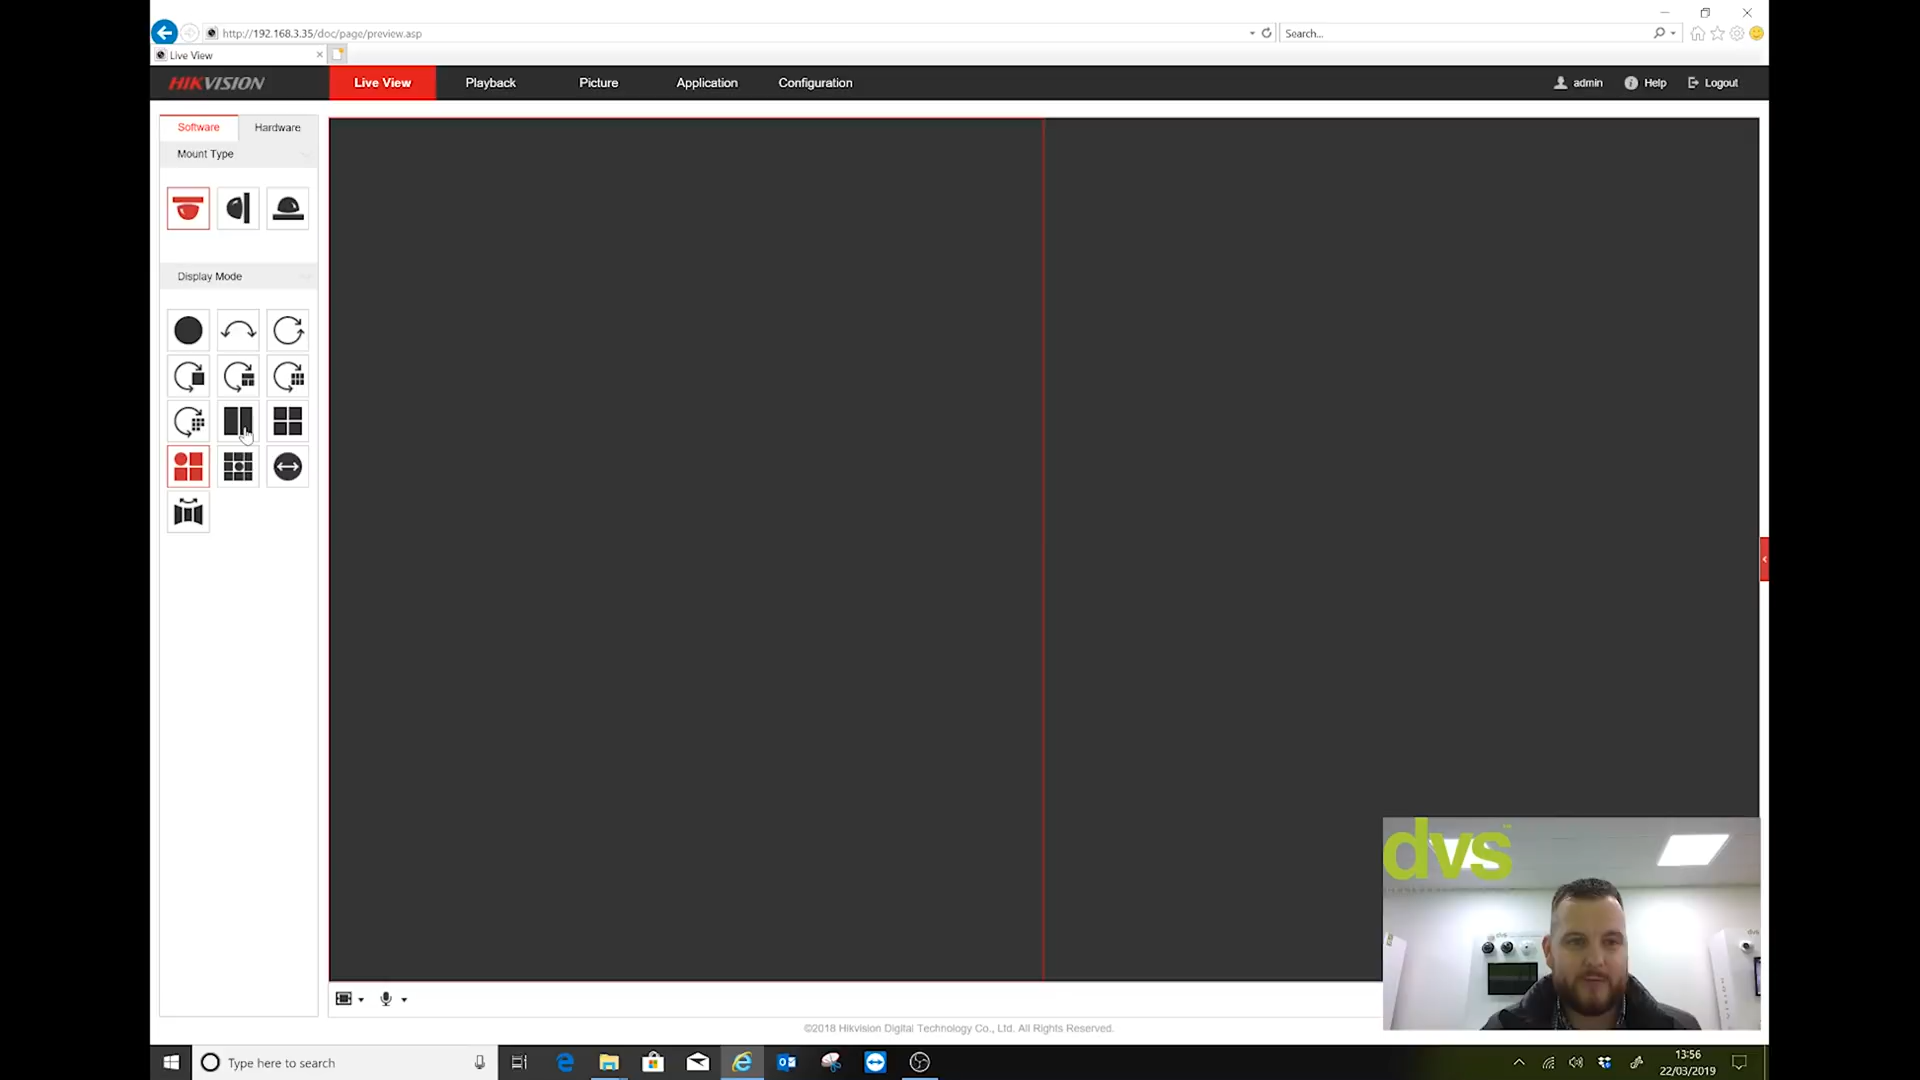 http://192.168.3.35/doc/page/preview.asp
Search...
Live View
HIKVISION
Live View
Playback
Picture
Application
Configuration
admin
Help
Logout
Software
Hardware
Mount Type
Display Mode
dvs
©2018 Hikvision Digital Technology Co., Ltd. All Rights Reserved.
Type here to search
13:56
22/03/2019